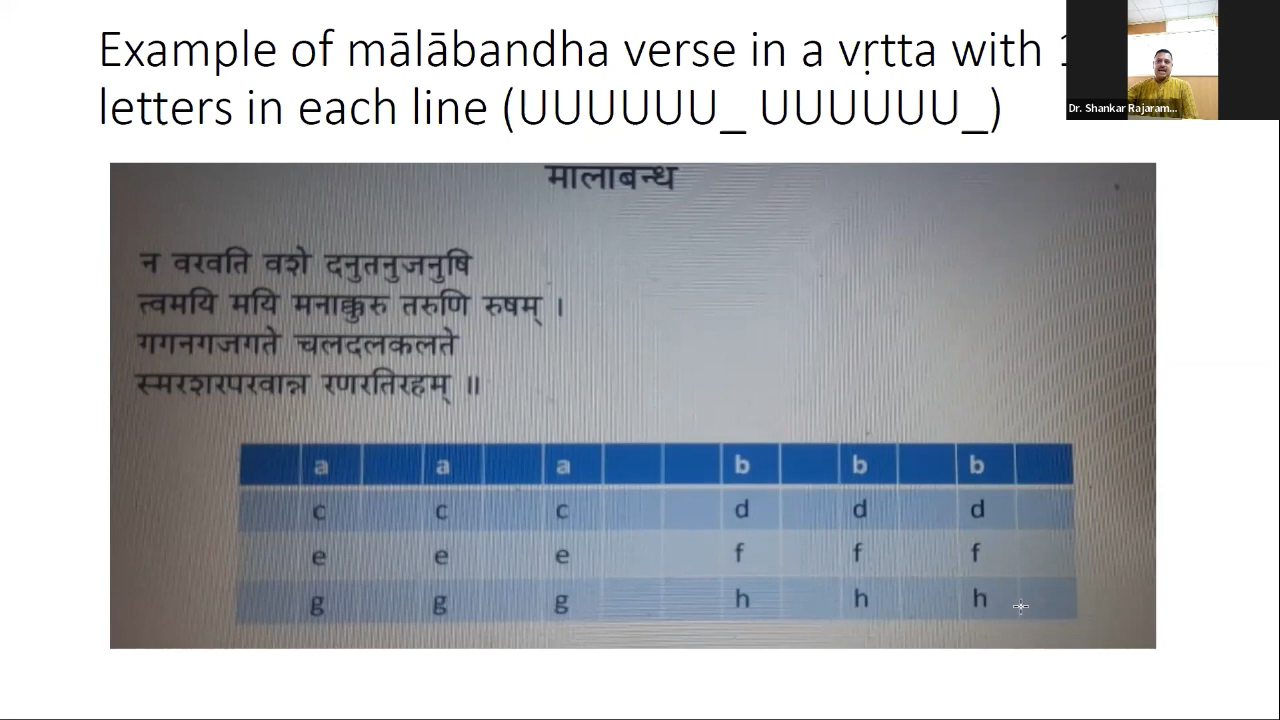 Example of mālābandha verse in a vṛtta with
letters in each line (UUUUUU_ UUUUUU_)
Dr. Shankar Rajaram...
मालाबन्ध
न वरवति वशे दनुतनुजनुषि
त्वमयि मयि मनाक्कुरु तरुणि रुषम् ।
गगनगजगते चलदलकलते
स्मरशरपरवान्न रणरतिरहम् ॥
a a a b b b
c c c d d d
e e e f f f
g g g h h h